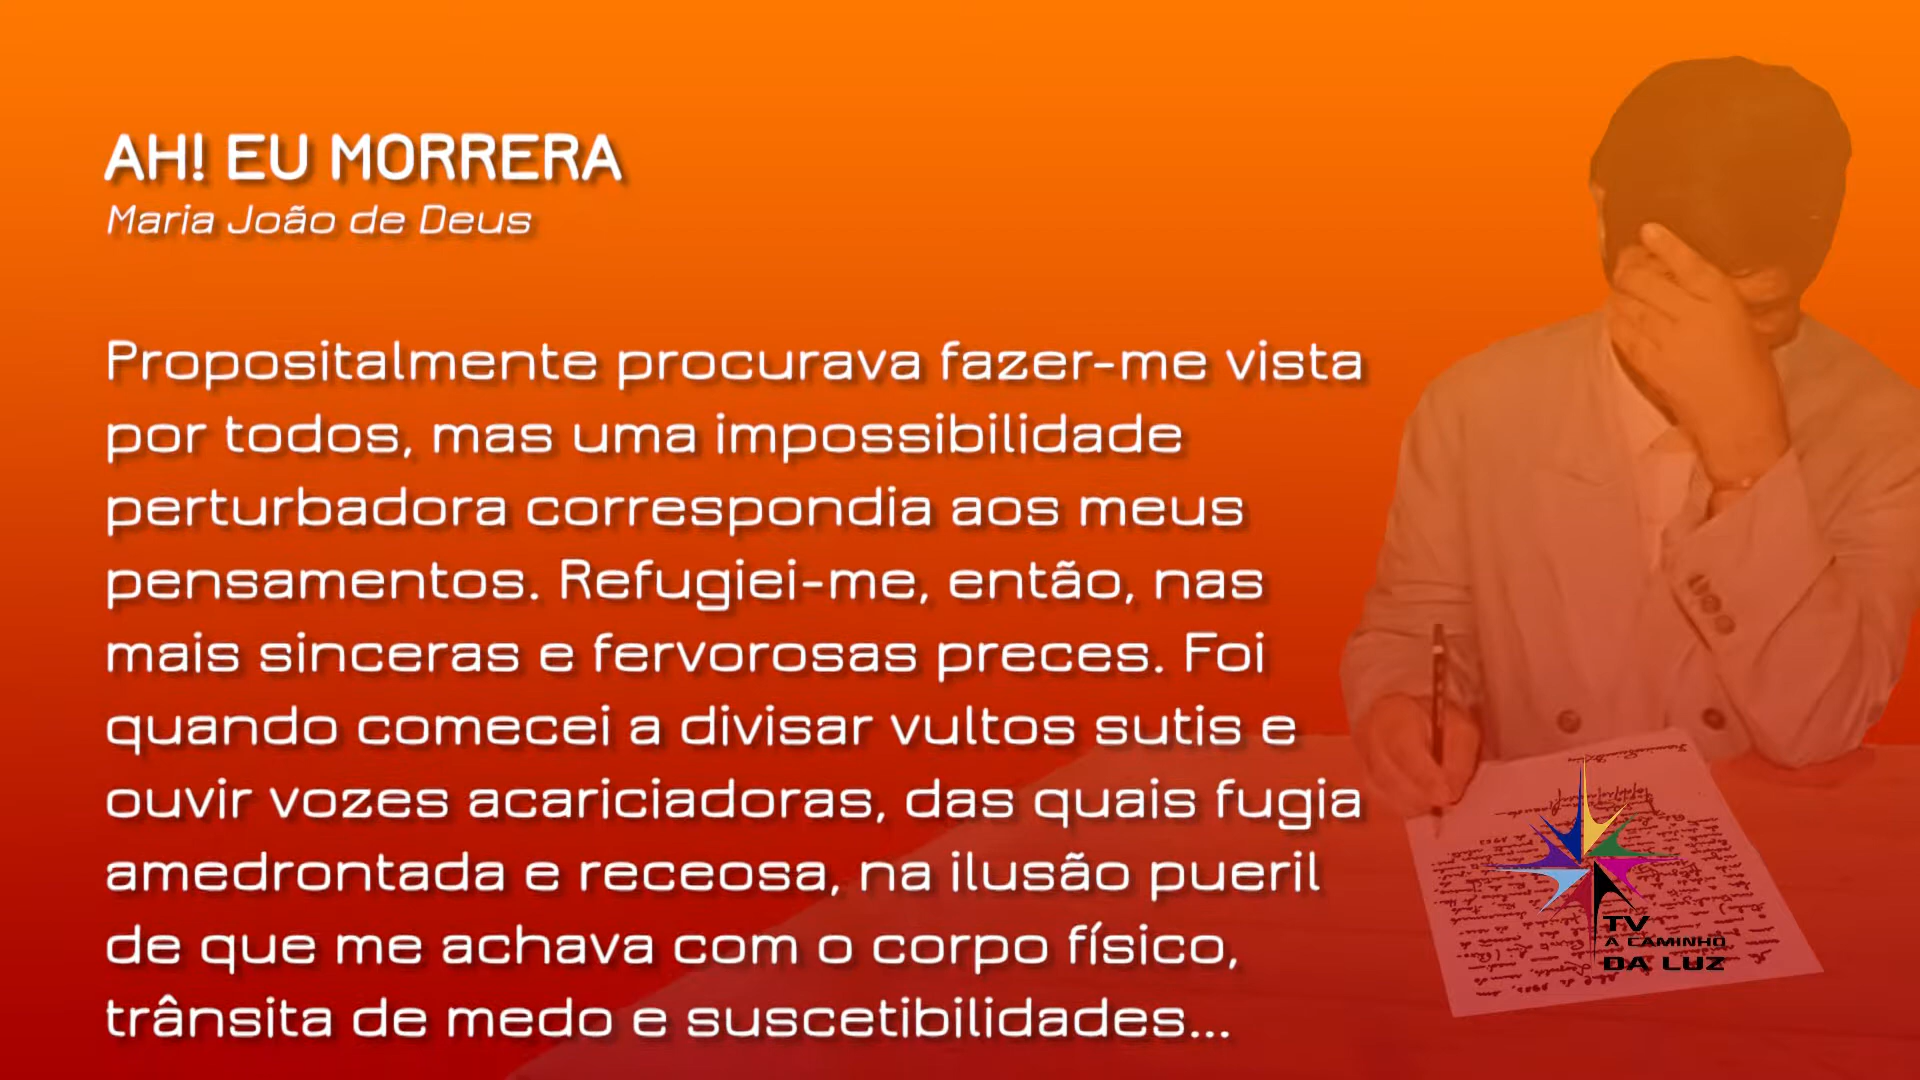 AH! EU MORRERA
Maria João de Deus
Propositalmente procurava fazer-me vista
por todos, mas uma impossibilidade
perturbadora correspondia aos meus
pensamentos. Refugiei-me, então, nas
mais sinceras e fervorosas preces. Foi
quando comecei a divisar vultos sutis e
ouvir vozes acariciadoras, das quais fugia
amedrontada e receosa, na ilusão pueril
de que me achava com o corpo físico,
trânsita de medo e suscetibilidades...
TV
A CAMINHO
DA LUZ